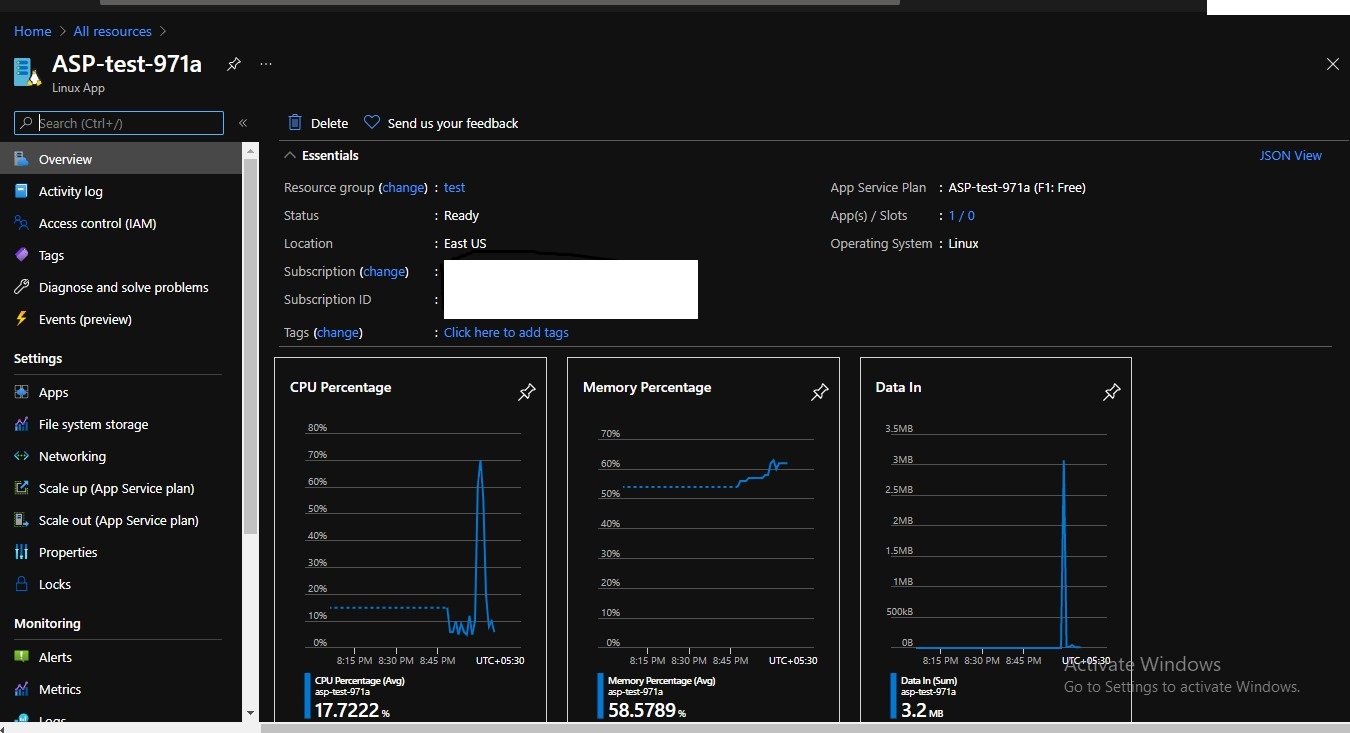 Home > All resources >
ASP-test-971a ...
Linux App
Search (Ctrl+/)
«
Overview
Activity log
Access control (IAM)
Tags
Diagnose and solve problems
Events (preview)
Settings
Apps
File system storage
Networking
Scale up (App Service plan)
Scale out (App Service plan)
Properties
Locks
Monitoring
Alerts
Metrics
Logs
Delete
Send us your feedback
Essentials
JSON View
Resource group (change) : test
Status : Ready
Location : East US
Subscription (change) :
Subscription ID :
Tags (change) : Click here to add tags
App Service Plan : ASP-test-971a (F1: Free)
App(s) / Slots : 1 / 0
Operating System : Linux
CPU Percentage
80%
70%
60%
50%
40%
30%
20%
10%
0%
8:15 PM 8:30 PM 8:45 PM UTC+05:30
CPU Percentage (Avg)
asp-test-971a
17.7222 %
Memory Percentage
70%
60%
50%
40%
30%
20%
10%
0%
8:15 PM 8:30 PM 8:45 PM UTC+05:30
Memory Percentage (Avg)
asp-test-971a
58.5789 %
Data In
3.5MB
3MB
2.5MB
2MB
1.5MB
1MB
500kB
0B
8:15 PM 8:30 PM 8:45 PM UTC+05:30
Data In (Sum)
asp-test-971a
3.2 MB
Activate Windows
Go to Settings to activate Windows.